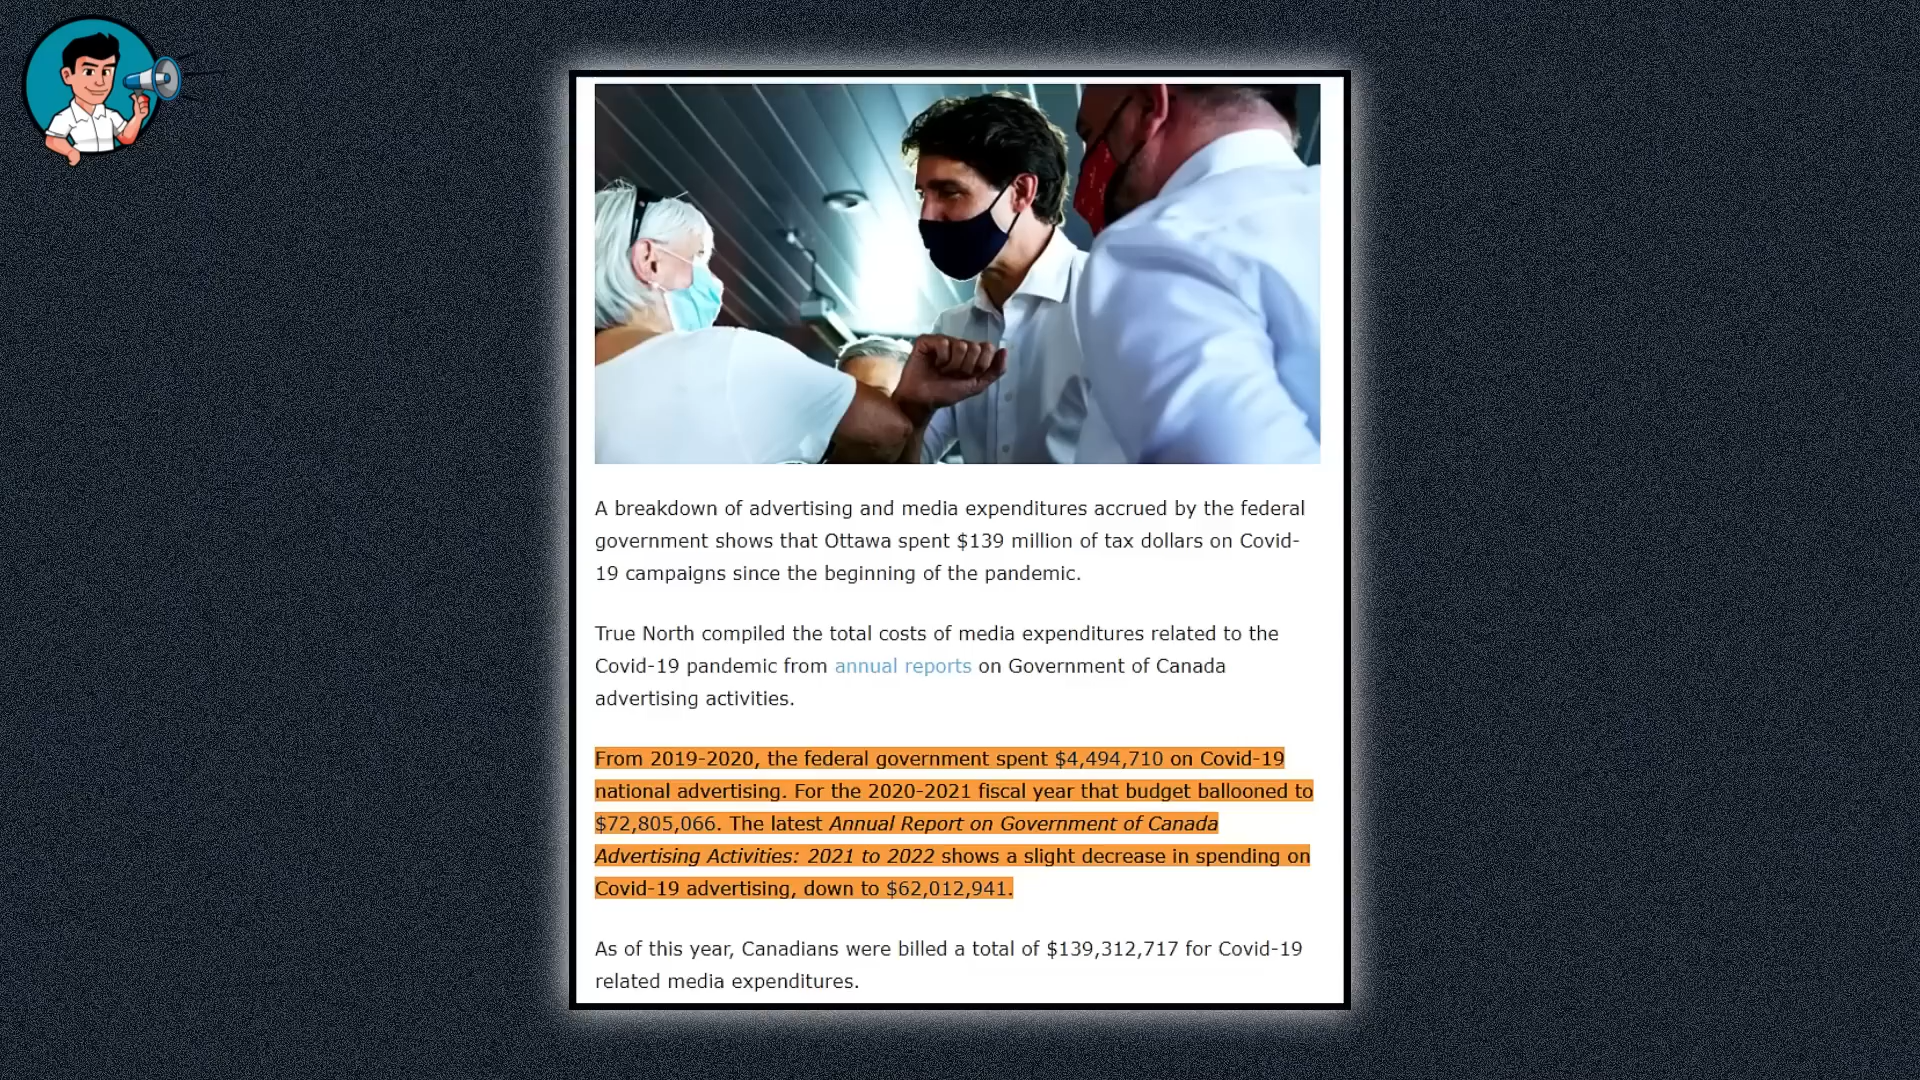 A breakdown of advertising and media expenditures accrued by the federal
government shows that Ottawa spent $139 million of tax dollars on Covid-
19 campaigns since the beginning of the pandemic.
True North compiled the total costs of media expenditures related to the
Covid-19 pandemic from annual reports on Government of Canada
advertising activities.
From 2019-2020, the federal government spent $4,494,710 on Covid-19
national advertising. For the 2020-2021 fiscal year that budget ballooned to
$72,805,066. The latest Annual Report on Government of Canada
Advertising Activities: 2021 to 2022 shows a slight decrease in spending on
Covid-19 advertising, down to $62,012,941.
As of this year, Canadians were billed a total of $139,312,717 for Covid-19
related media expenditures.